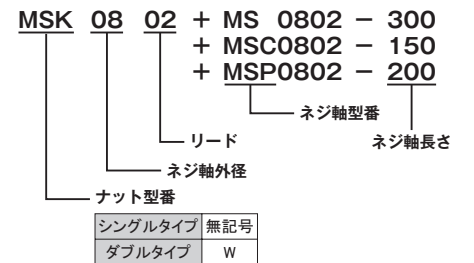 MSK 08 02 + MS 0802 − 300
+ MSC0802 − 150
+ MSP0802 − 200
ネジ軸型番
リード
ネジ軸長さ
ネジ軸外径
ナット型番
シングルタイプ 無記号
ダブルタイプ W